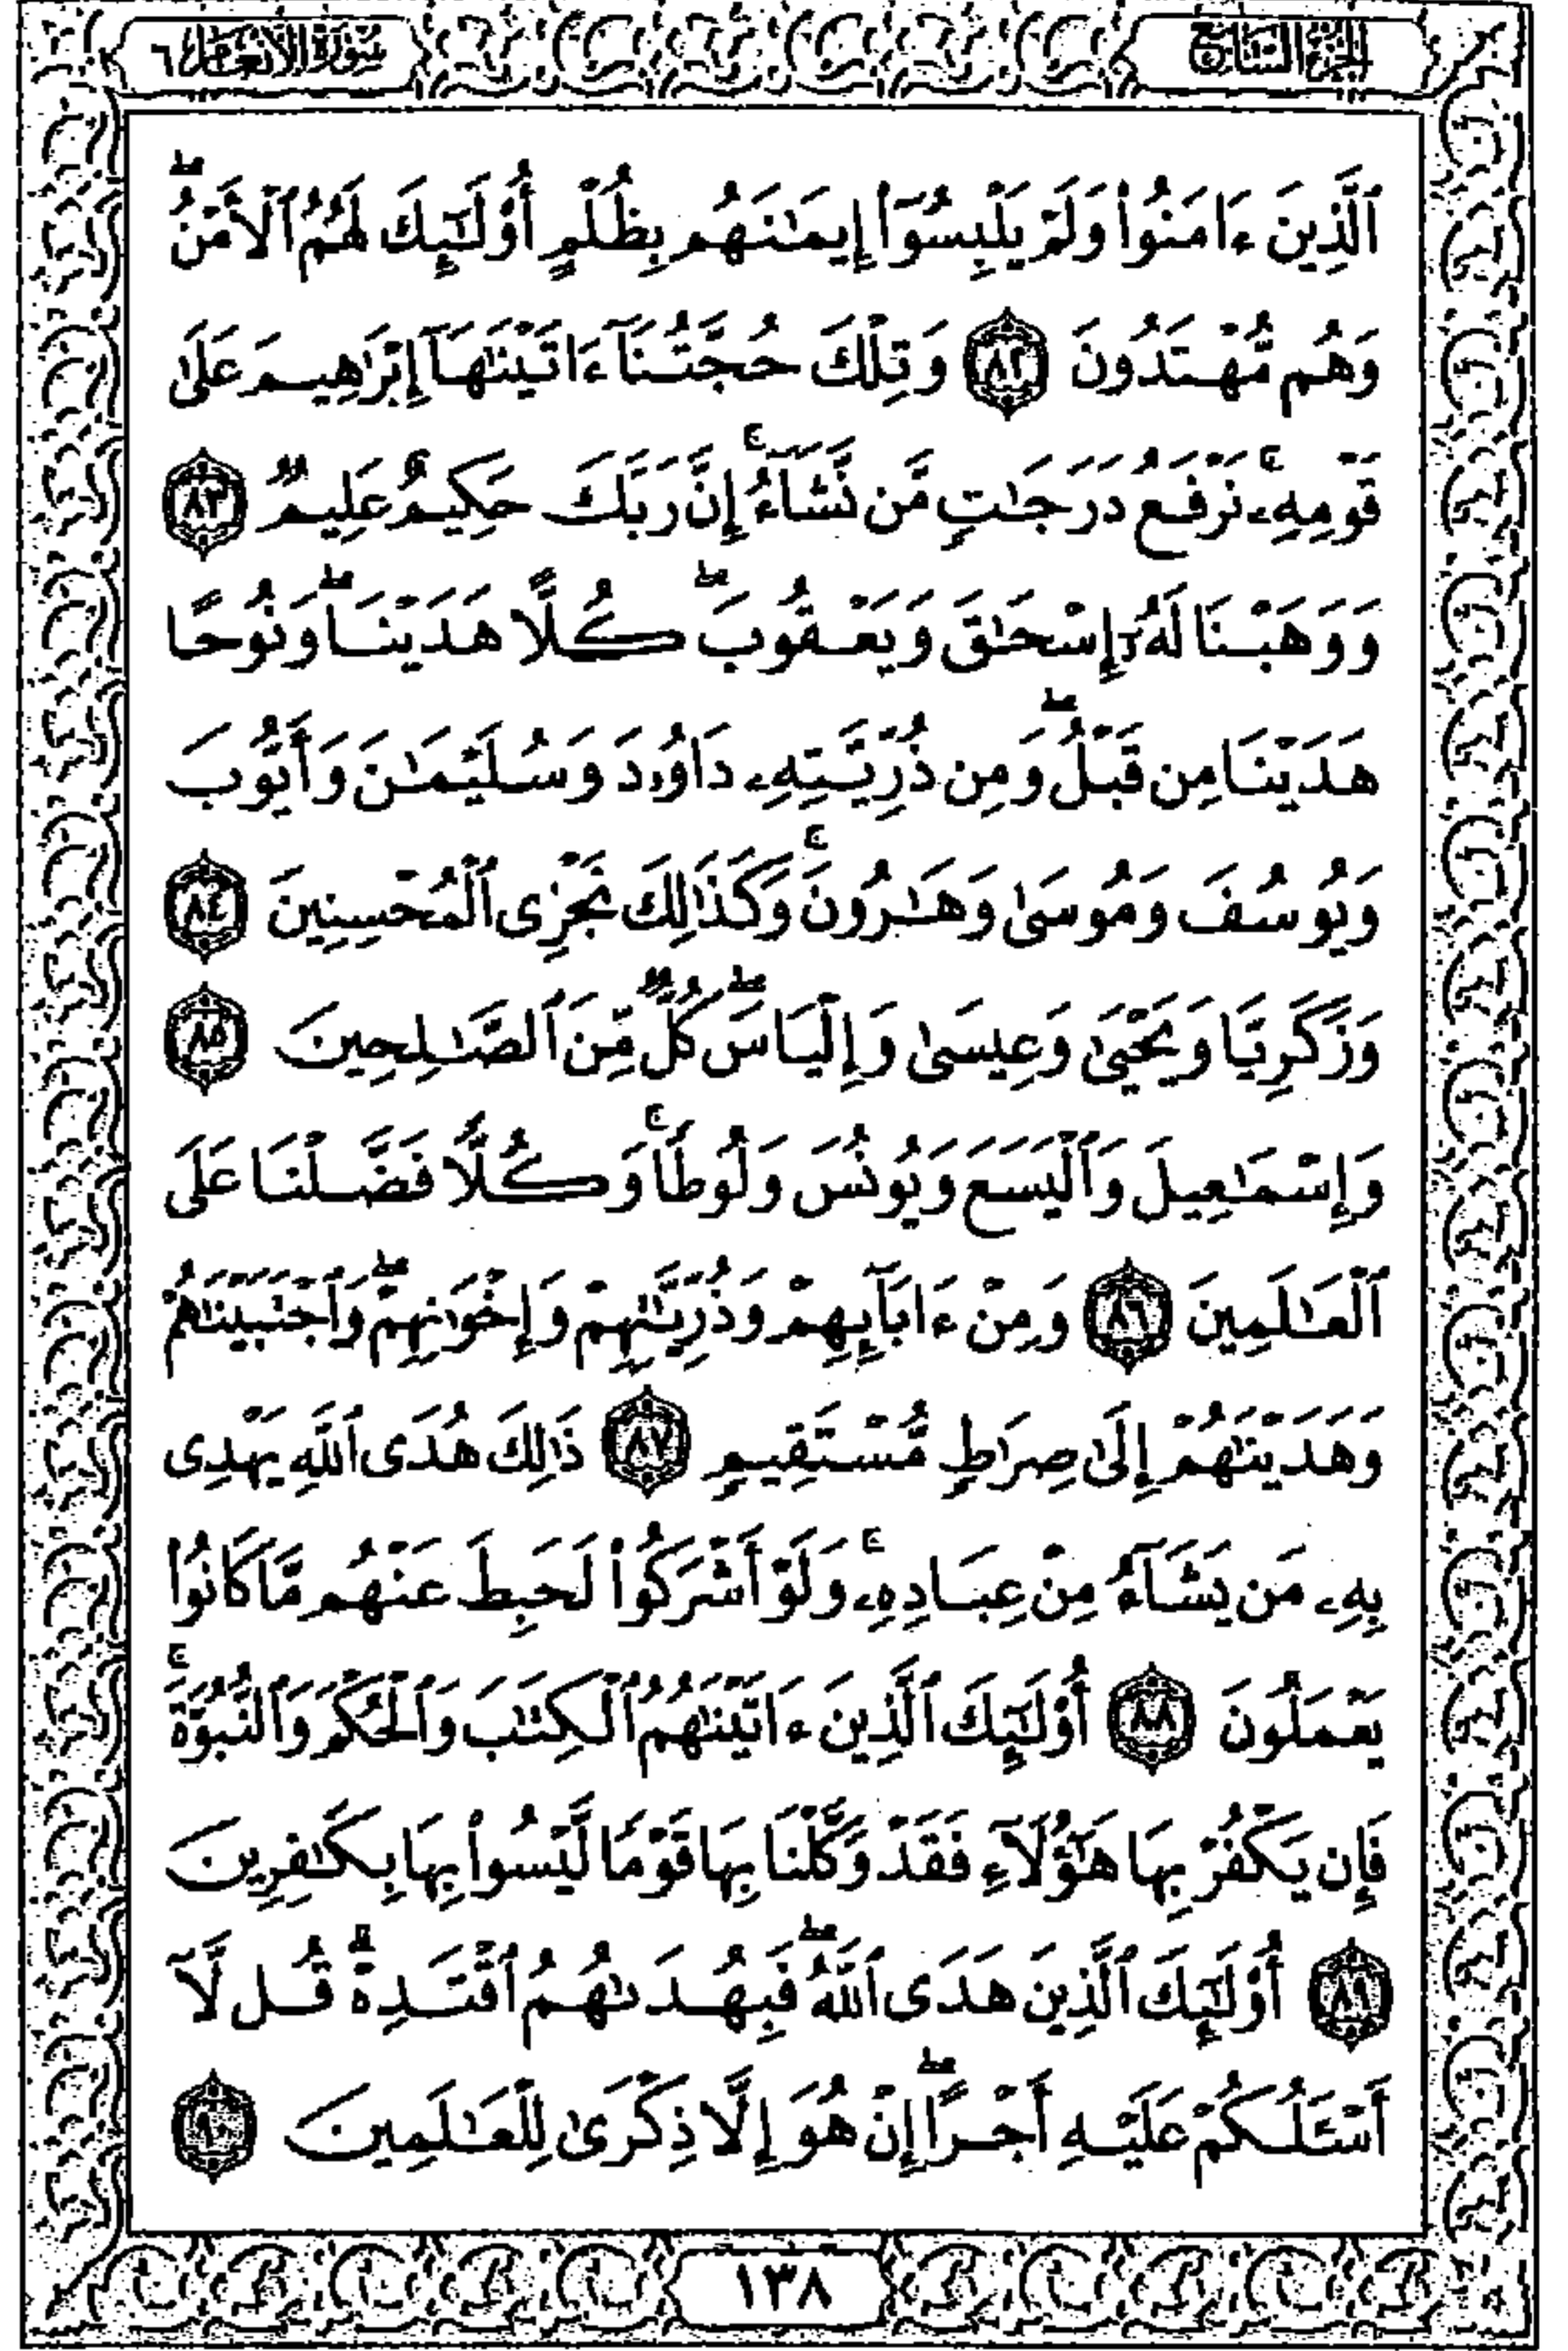 الجزء السابع
سورة الأنعام ٦
ٱلَّذِينَ ءَامَنُوا۟ وَلَمْ يَلْبِسُوٓا۟ إِيمَٰنَهُم بِظُلْمٍ أُو۟لَٰٓئِكَ لَهُمُ ٱلْأَمْنُ ۖ
وَهُم مُّهْتَدُونَ ٨٢ وَتِلْكَ حُجَّتُنَآ ءَاتَيْنَٰهَآ إِبْرَٰهِيمَ عَلَىٰ
قَوْمِهِۦ ۚ نَرْفَعُ دَرَجَٰتٍ مَّن نَّشَآءُ ۗ إِنَّ رَبَّكَ حَكِيمٌ عَلِيمٌ ٨٣
وَوَهَبْنَا لَهُۥٓ إِسْحَٰقَ وَيَعْقُوبَ ۖ كُلًّا هَدَيْنَا ۖ وَنُوحًا
هَدَيْنَا مِن قَبْلُ ۖ وَمِن ذُرِّيَّتِهِۦ دَاوُۥدَ وَسُلَيْمَٰنَ وَأَيُّوبَ
وَيُوسُفَ وَمُوسَىٰ وَهَٰرُونَ ۚ وَكَذَٰلِكَ نَجْزِى ٱلْمُحْسِنِينَ ٨٤
وَزَكَرِيَّا وَيَحْيَىٰ وَعِيسَىٰ وَإِلْيَاسَ ۖ كُلٌّ مِّنَ ٱلصَّٰلِحِينَ ٨٥
وَإِسْمَٰعِيلَ وَٱلْيَسَعَ وَيُونُسَ وَلُوطًا ۚ وَكُلًّا فَضَّلْنَا عَلَى
ٱلْعَٰلَمِينَ ٨٦ وَمِنْ ءَابَآئِهِمْ وَذُرِّيَّٰتِهِمْ وَإِخْوَٰنِهِمْ ۖ وَٱجْتَبَيْنَٰهُمْ
وَهَدَيْنَٰهُمْ إِلَىٰ صِرَٰطٍ مُّسْتَقِيمٍ ٨٧ ذَٰلِكَ هُدَى ٱللَّهِ يَهْدِى
بِهِۦ مَن يَشَآءُ مِنْ عِبَادِهِۦ ۚ وَلَوْ أَشْرَكُوا۟ لَحَبِطَ عَنْهُم مَّا كَانُوا۟
يَعْمَلُونَ ٨٨ أُو۟لَٰٓئِكَ ٱلَّذِينَ ءَاتَيْنَٰهُمُ ٱلْكِتَٰبَ وَٱلْحُكْمَ وَٱلنُّبُوَّةَ ۚ
فَإِن يَكْفُرْ بِهَا هَٰٓؤُلَآءِ فَقَدْ وَكَّلْنَا بِهَا قَوْمًا لَّيْسُوا۟ بِهَا بِكَٰفِرِينَ
٨٩ أُو۟لَٰٓئِكَ ٱلَّذِينَ هَدَى ٱللَّهُ ۖ فَبِهُدَىٰهُمُ ٱقْتَدِهْ ۗ قُل لَّآ
أَسْـَٔلُكُمْ عَلَيْهِ أَجْرًا ۖ إِنْ هُوَ إِلَّا ذِكْرَىٰ لِلْعَٰلَمِينَ ٩٠
١٣٨